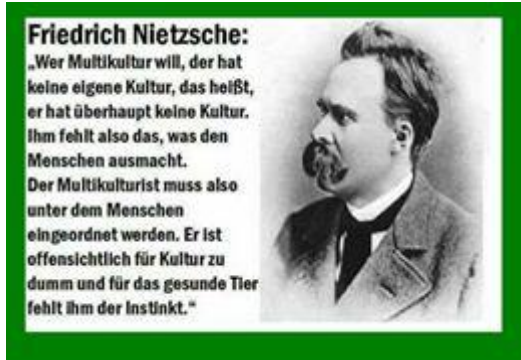 Friedrich Nietzsche:
„Wer Multikultur will, der hat
keine eigene Kultur, das heißt,
er hat überhaupt keine Kultur.
Ihm fehlt also das, was den
Menschen ausmacht.
Der Multikulturist muss also
unter dem Menschen
eingeordnet werden. Er ist
offensichtlich für Kultur zu
dumm und für das gesunde Tier
fehlt ihm der Instinkt.“